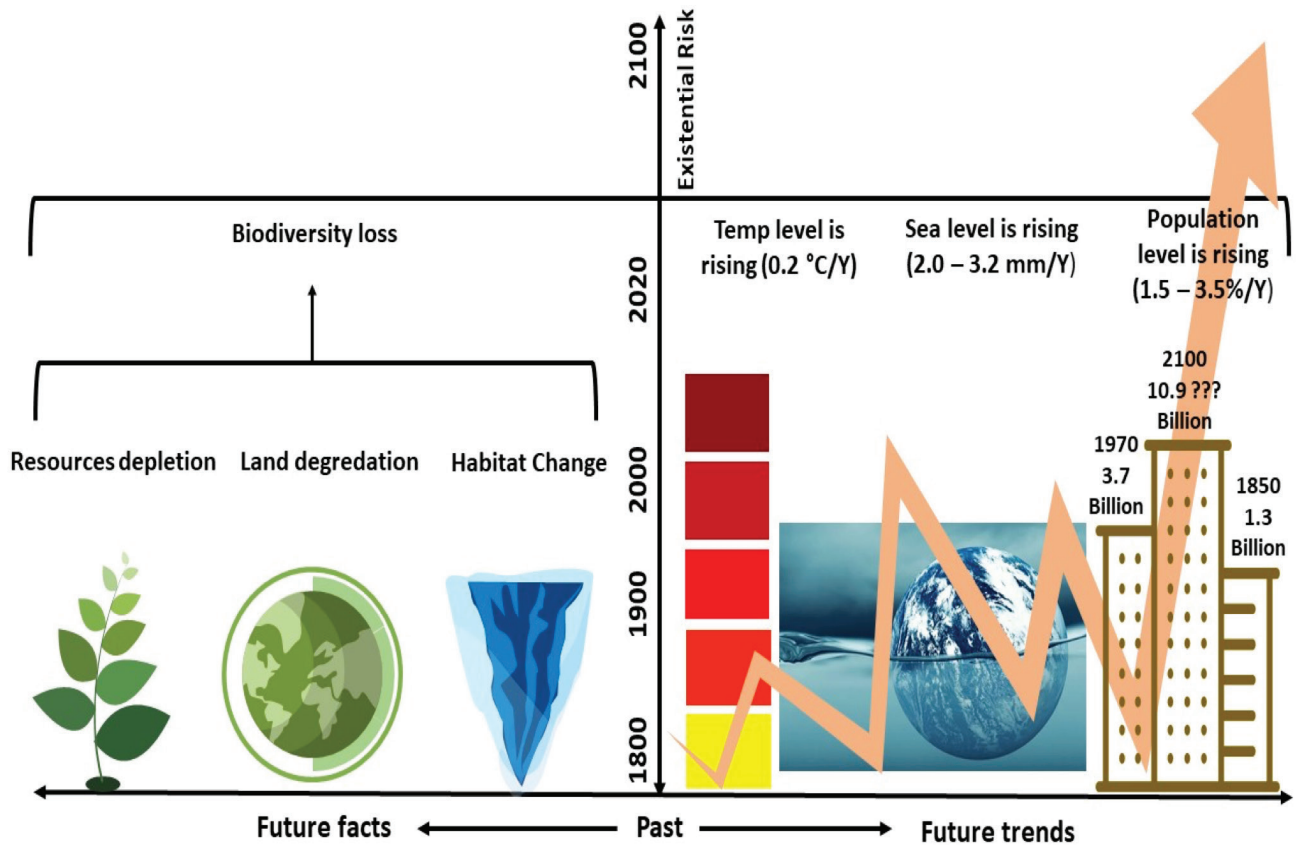 2100
Existential Risk
Biodiversity loss
Temp level is
rising (0.2 °C/Y)
Sea level is rising
(2.0 – 3.2 mm/Y)
Population
level is rising
(1.5 – 3.5%/Y)
2020
2100
10.9 ???
Billion
Resources depletion
Land degredation
Habitat Change
2000
1970
3.7
Billion
1850
1.3
Billion
1900
1800
Future facts
Past
Future trends